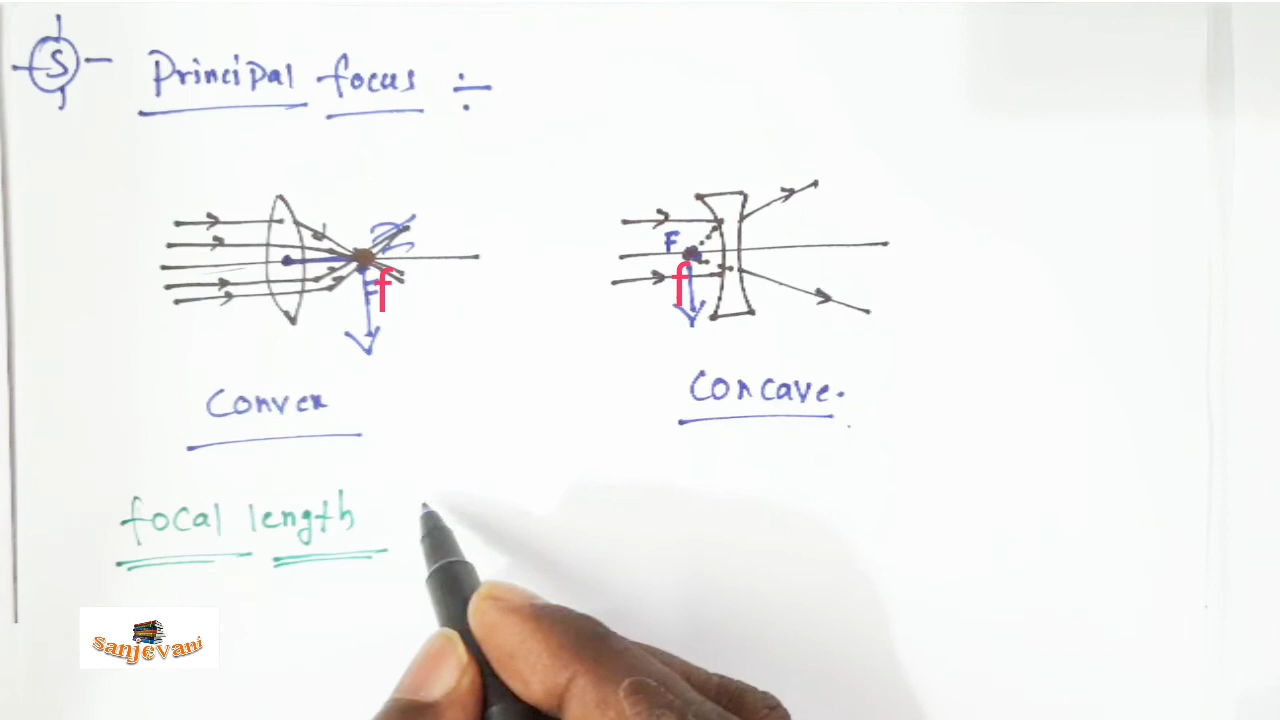 S Principal focus ÷
F f
F f
Convex
Concave.
focal length
Sanjevani